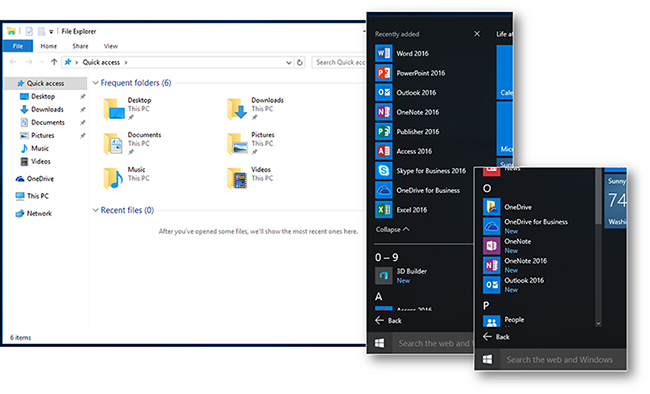 File Explorer
File
Home
Share
View
Quick access
Search Quick ac
Quick access
Desktop
Downloads
Documents
Pictures
Music
Videos
OneDrive
This PC
Network
Frequent folders (6)
Desktop
This PC
Downloads
This PC
Documents
This PC
Pictures
This PC
Music
This PC
Videos
This PC
Recent files (0)
After you've opened some files, we'll show the most recent ones here.
6 items
Recently added
Life at
Word 2016
PowerPoint 2016
Outlook 2016
OneNote 2016
Publisher 2016
Access 2016
Skype for Business 2016
OneDrive for Business
Excel 2016
Collapse
0 – 9
3D Builder
New
A
Access 2016
Back
Search the web and W
Cale
Micr
Sunny
News
O
OneDrive
OneDrive for Business
New
OneNote
New
OneNote 2016
New
Outlook 2016
New
P
People
Back
Search the web and Windows
Sunny
74
Washi